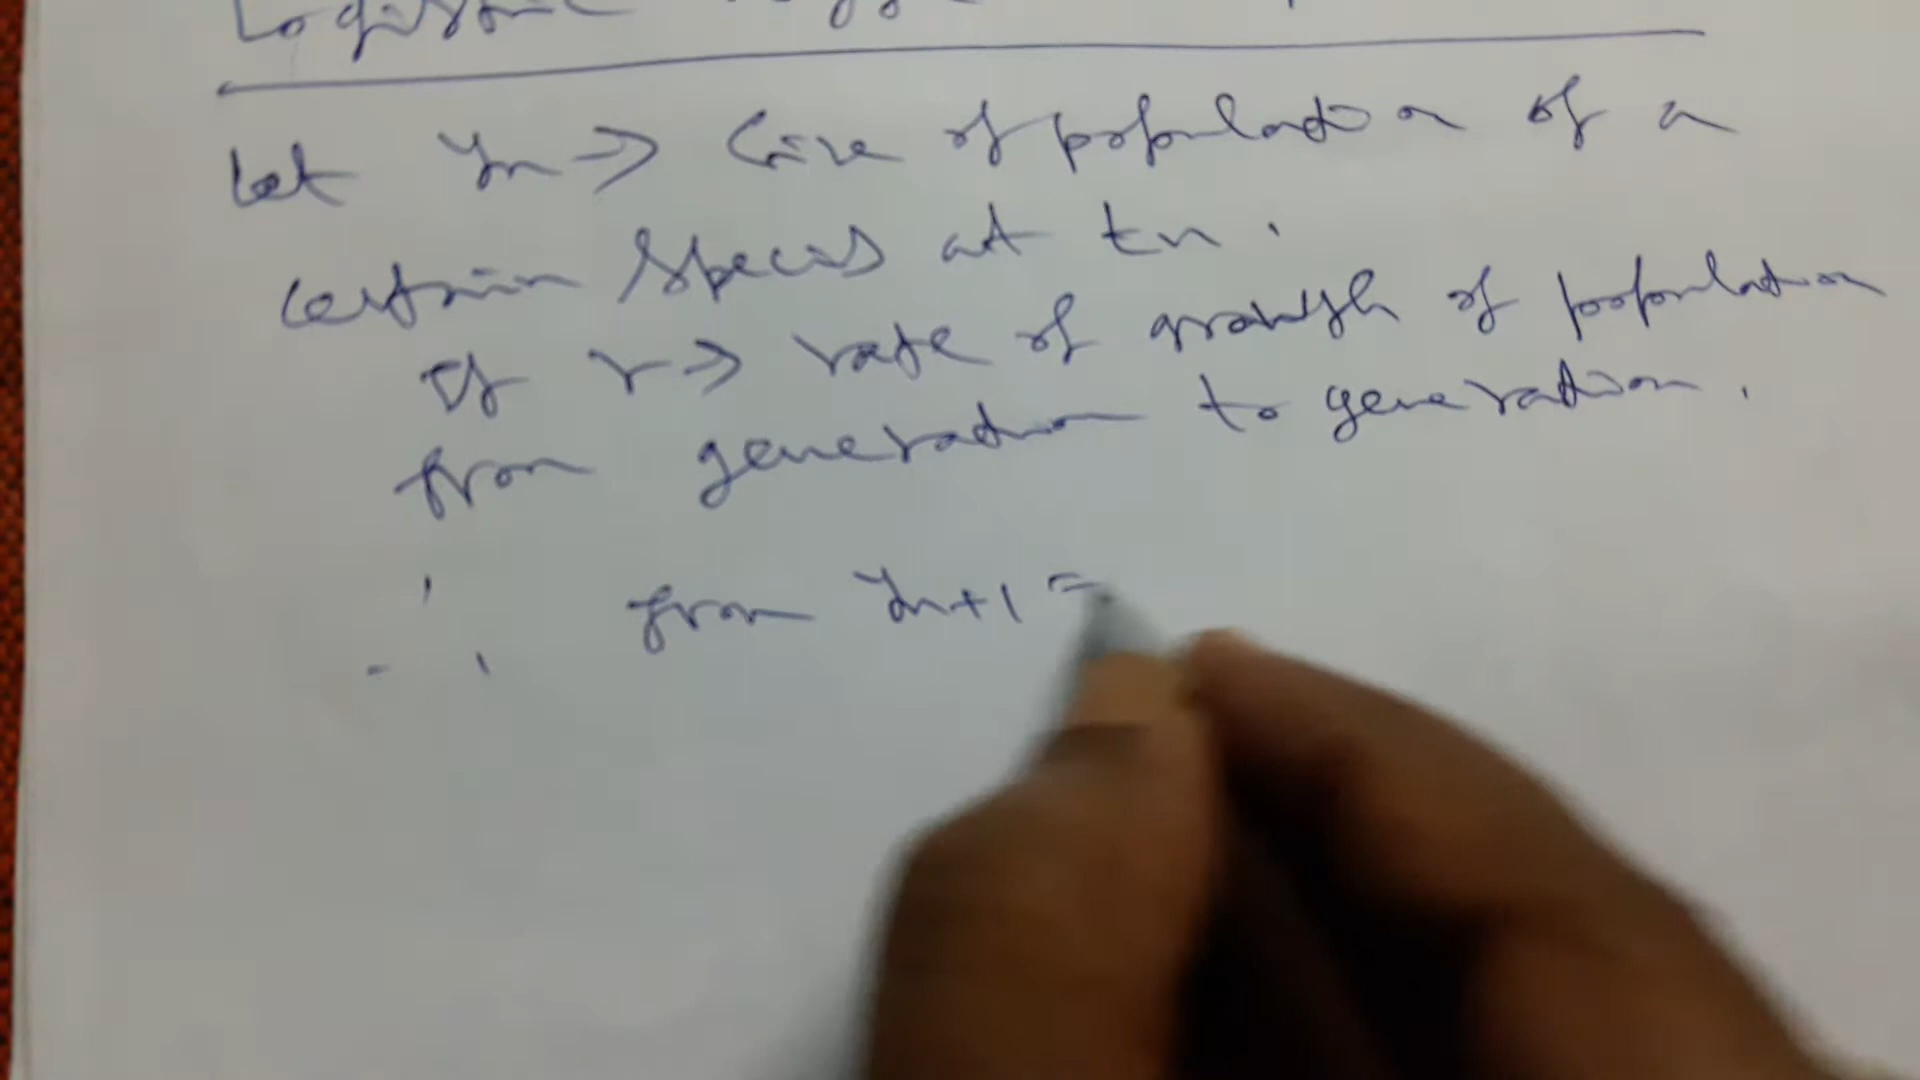 Logistic
Let yn → Size of population of a
certain species at tn.
If r → rate of growth of population
from generation to generation.
∴ from yn+1 =